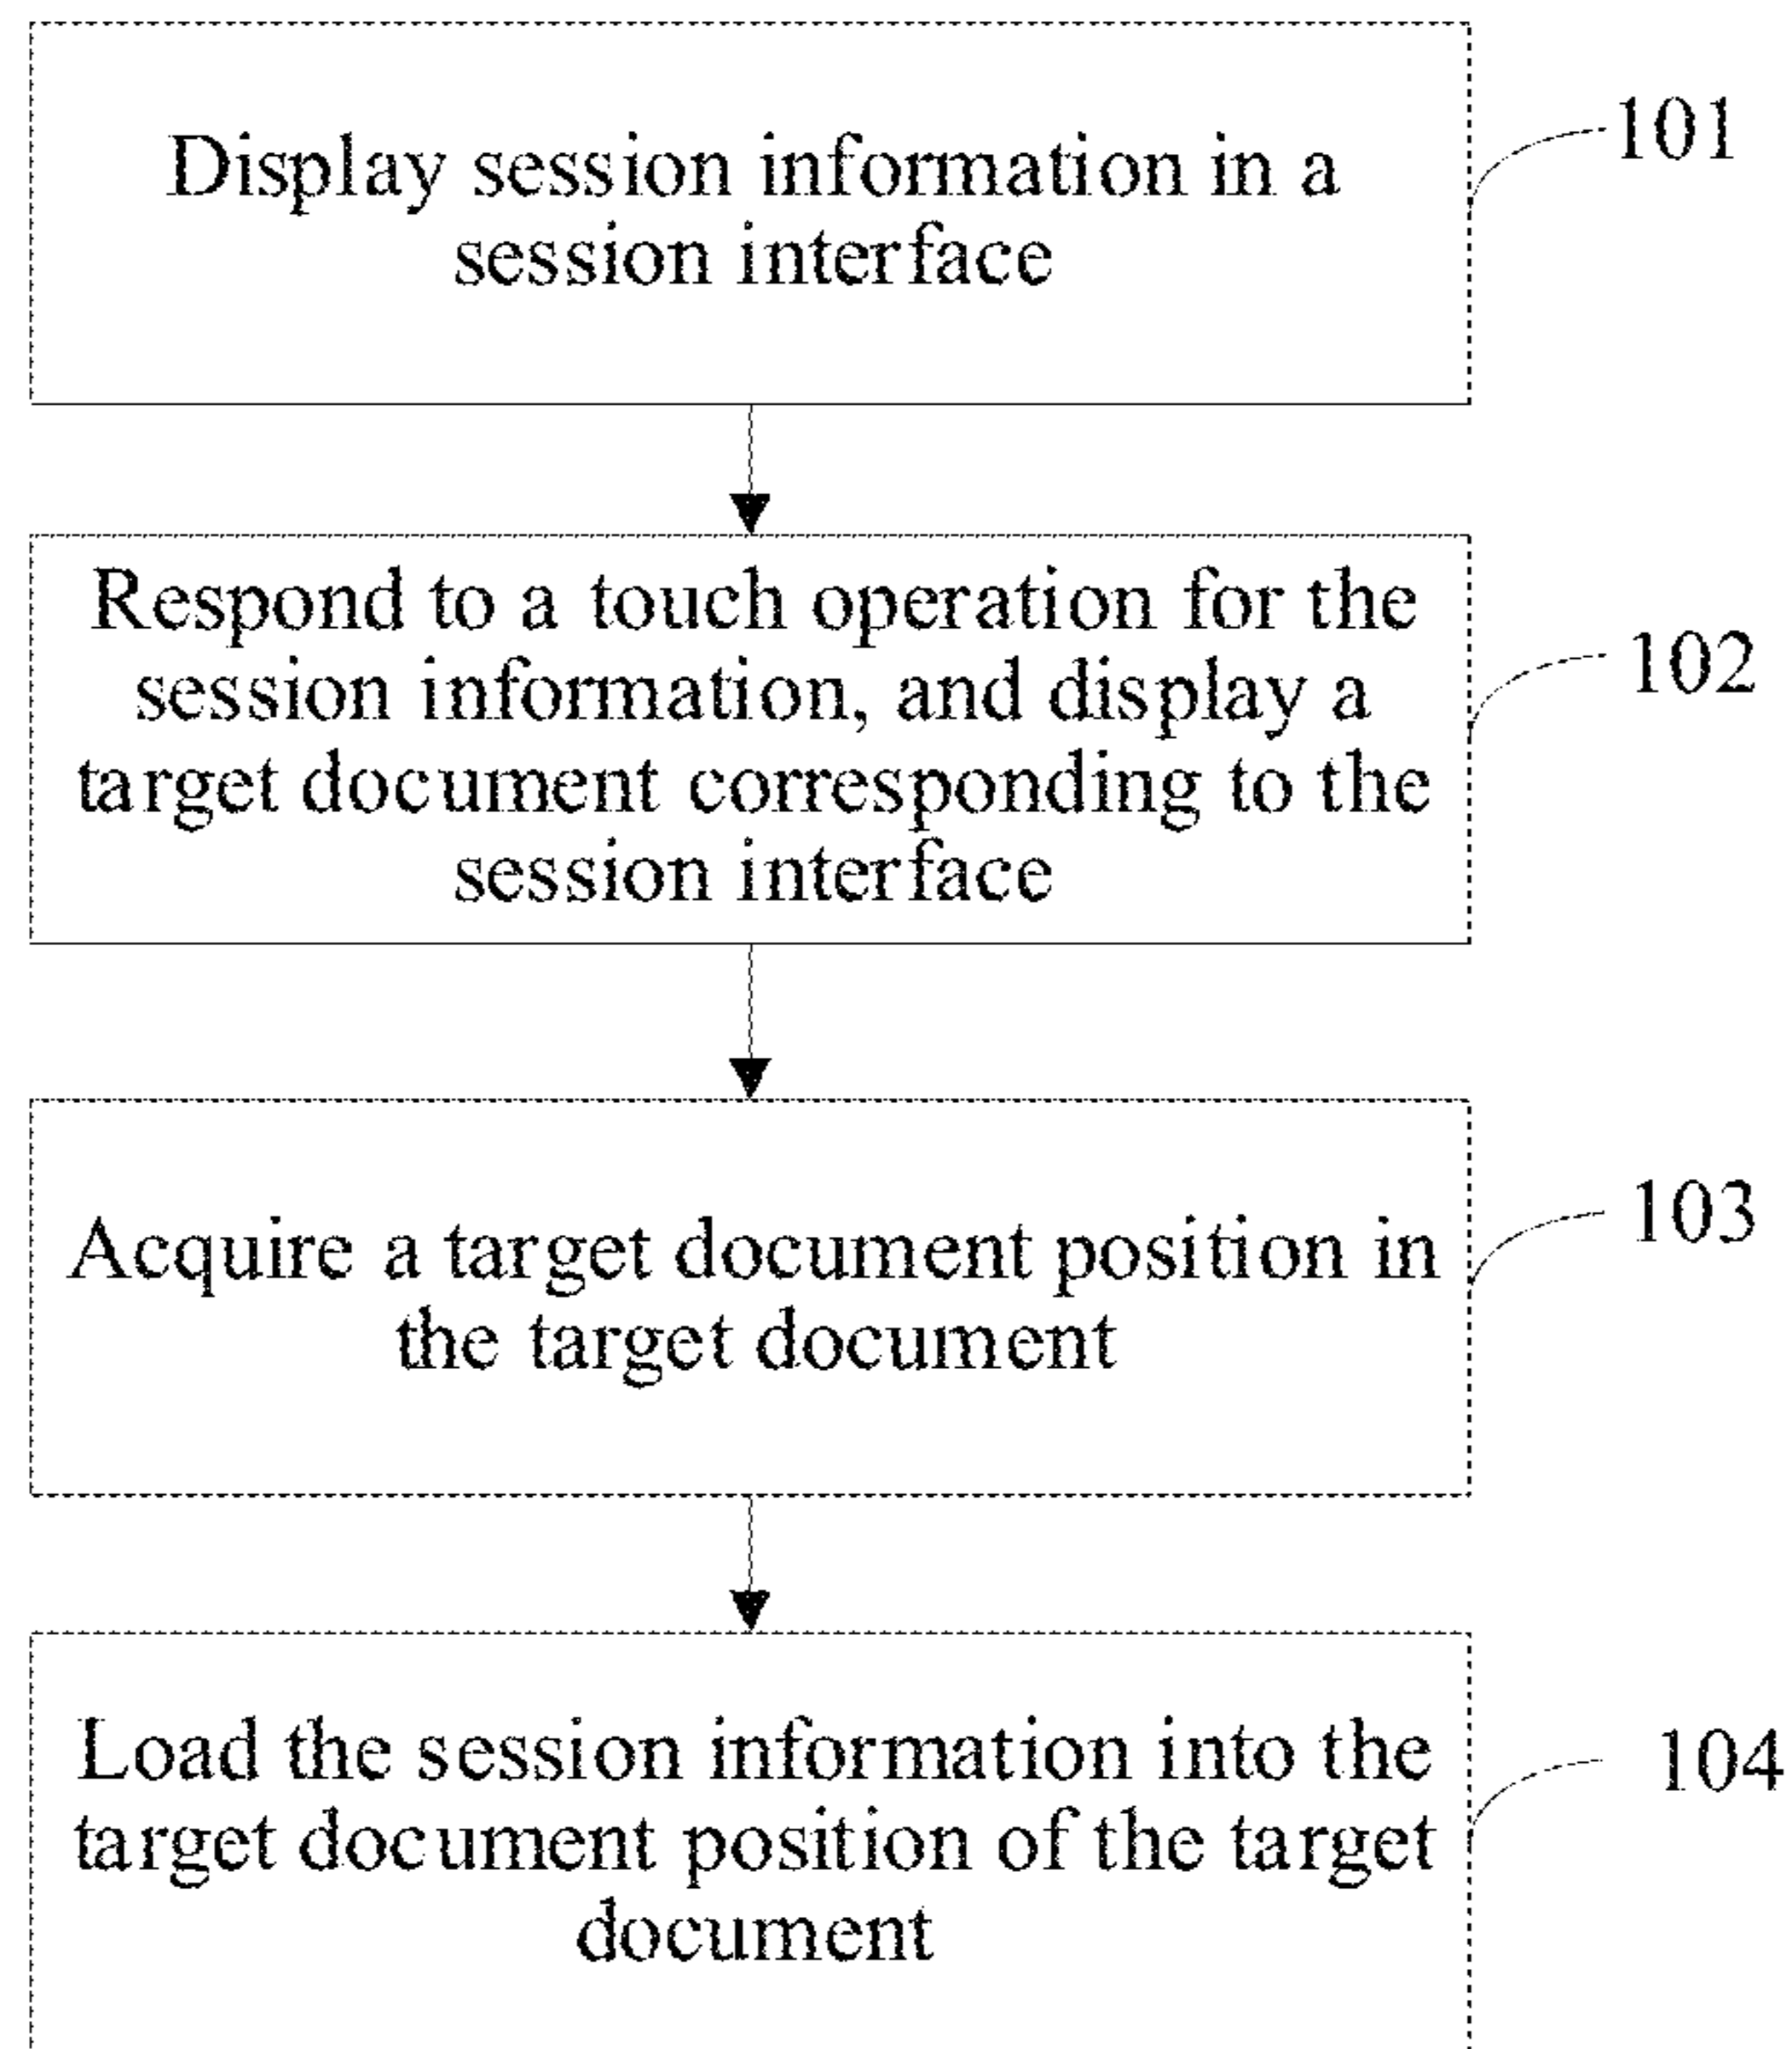 Display session information in a
session interface
101
Respond to a touch operation for the
session information, and display a
target document corresponding to the
session interface
102
Acquire a target document position in
the target document
103
Load the session information into the
target document position of the target
document
104